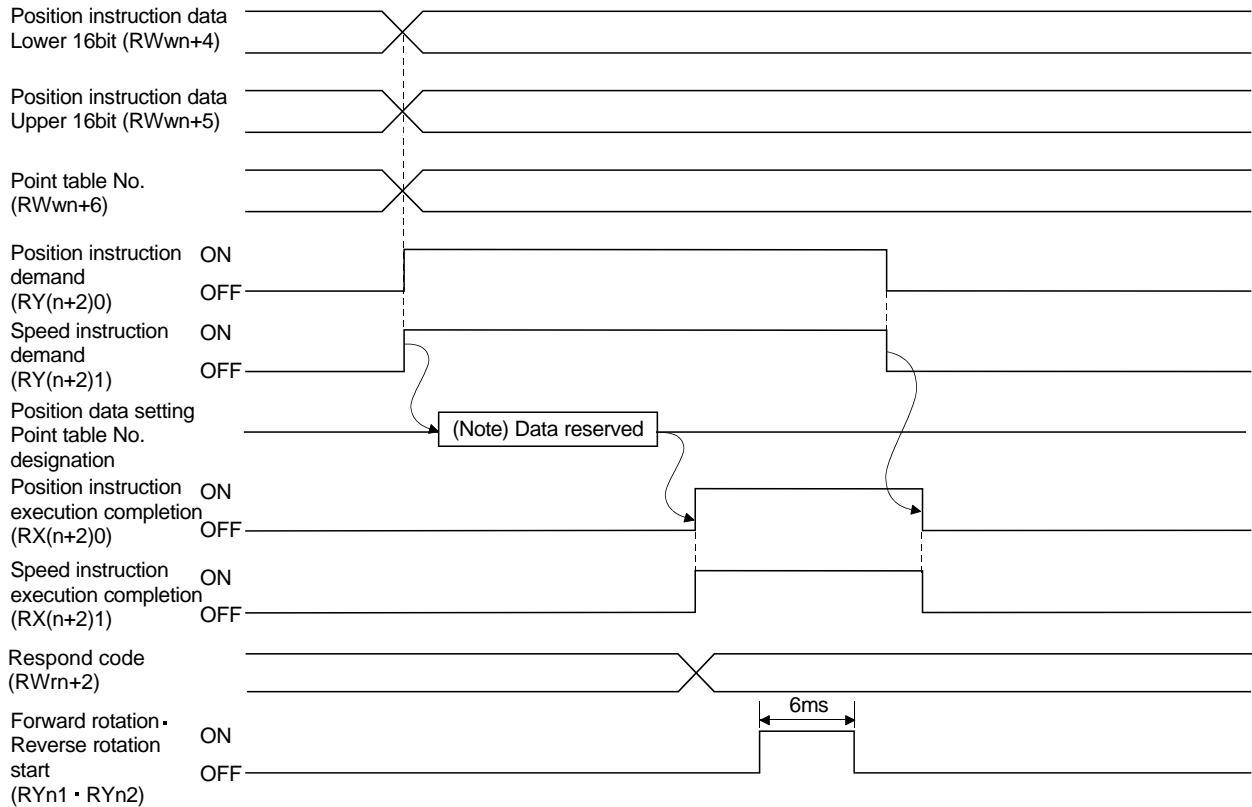 Position instruction data
Lower 16bit (RWwn+4)
Position instruction data
Upper 16bit (RWwn+5)
Point table No.
(RWwn+6)
Position instruction
demand
(RY(n+2)0)
ON
OFF
Speed instruction
demand
(RY(n+2)1)
ON
OFF
Position data setting
Point table No.
designation
(Note) Data reserved
Position instruction
execution completion
(RX(n+2)0)
ON
OFF
Speed instruction
execution completion
(RX(n+2)1)
ON
OFF
Respond code
(RWrn+2)
6ms
Forward rotation·
Reverse rotation
start
(RYn1 · RYn2)
ON
OFF